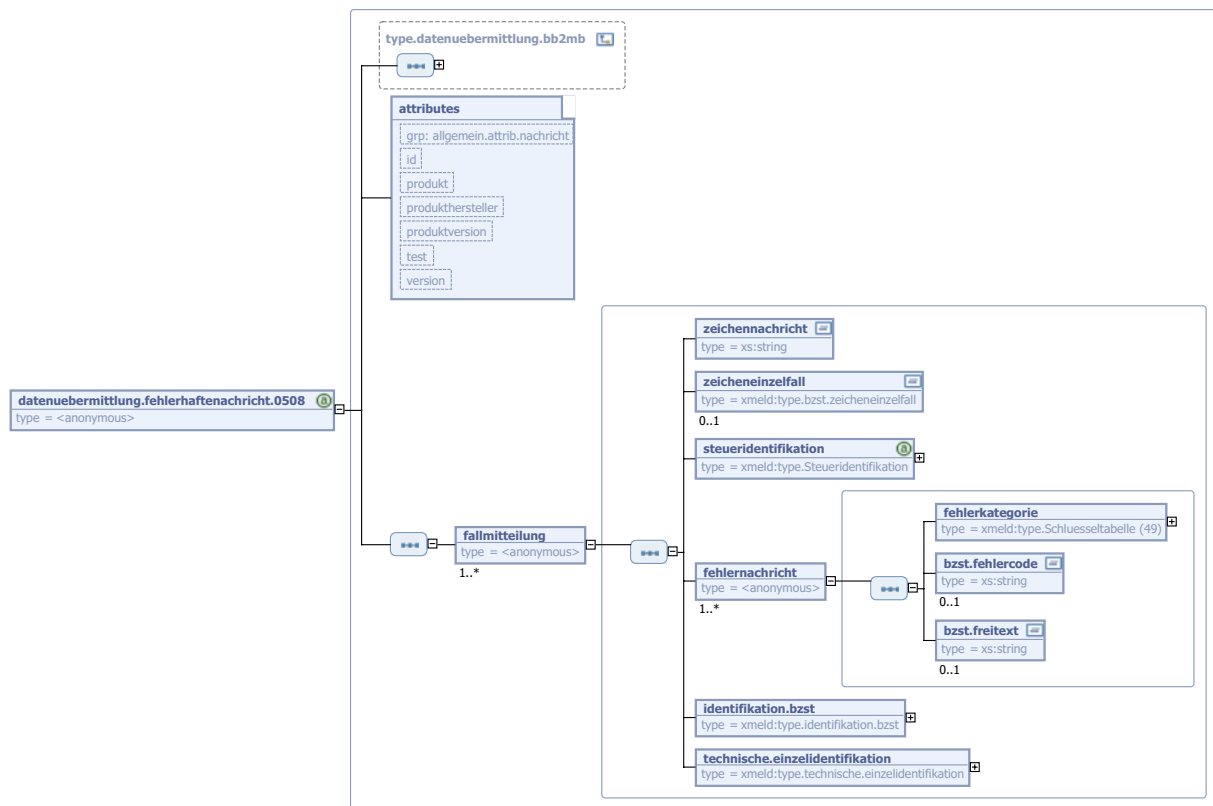 type.datenuebermittlung.bb2mb
attributes
grp: allgemein.attrib.nachricht
id
produkt
produkthersteller
produktversion
test
version
datenuebermittlung.fehlerhaftenachricht.0508
type = <anonymous>
fallmitteilung
type = <anonymous>
1..*
zeichennachricht
type = xs:string
zeicheneinzelfall
type = xmeld:type.bzst.zeicheneinzelfall
0..1
steueridentifikation
type = xmeld:type.Steueridentifikation
fehlernachricht
type = <anonymous>
1..*
fehlerkategorie
type = xmeld:type.Schluesseltabelle (49)
bzst.fehlercode
type = xs:string
0..1
bzst.freitext
type = xs:string
0..1
identifikation.bzst
type = xmeld:type.identifikation.bzst
technische.einzelidentifikation
type = xmeld:type.technische.einzelidentifikation